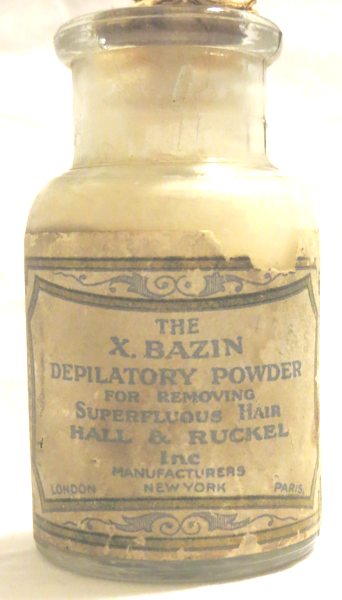 THE
X. BAZIN
DEPILATORY POWDER
FOR REMOVING
SUPERFLUOUS HAIR
HALL & RUCKEL
Inc
MANUFACTURERS
LONDON NEW YORK PARIS.